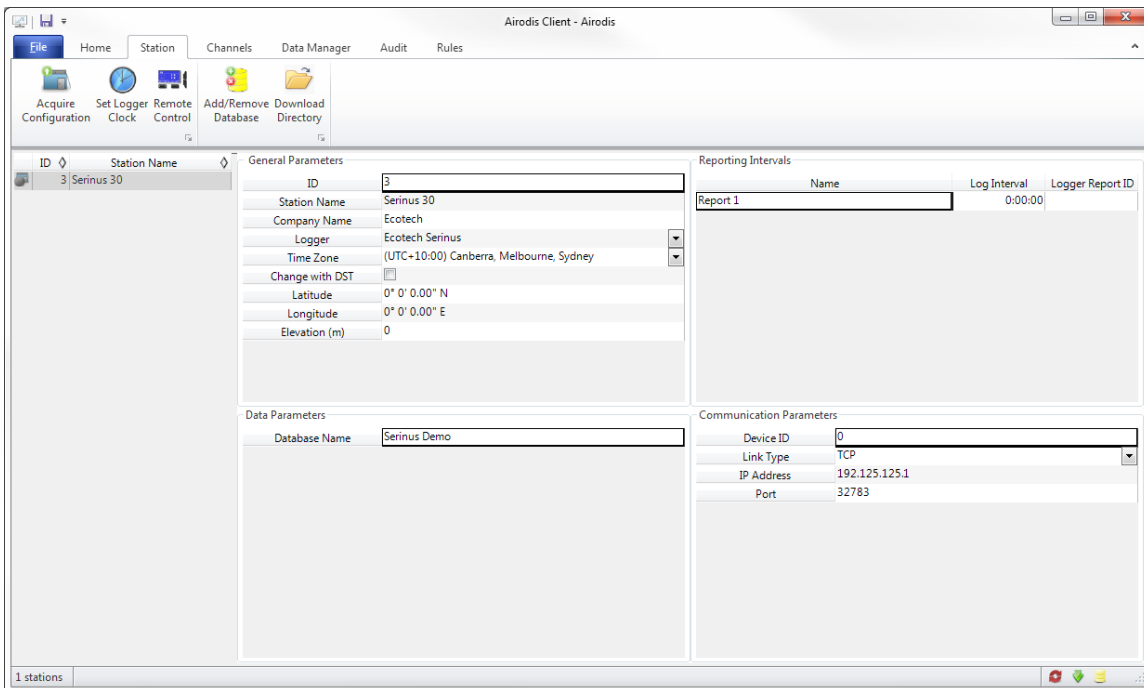 Airodis Client - Airodis
File Home Station Channels Data Manager Audit Rules
Acquire Configuration Set Logger Clock Remote Control Add/Remove Database Download Directory
ID Station Name
3 Serinus 30
General Parameters
ID 3
Station Name Serinus 30
Company Name Ecotech
Logger Ecotech Serinus
Time Zone (UTC+10:00) Canberra, Melbourne, Sydney
Change with DST
Latitude 0° 0' 0.00" N
Longitude 0° 0' 0.00" E
Elevation (m) 0
Reporting Intervals
Name Log Interval Logger Report ID
Report 1 0:00:00
Data Parameters
Database Name Serinus Demo
Communication Parameters
Device ID 0
Link Type TCP
IP Address 192.125.125.1
Port 32783
1 stations